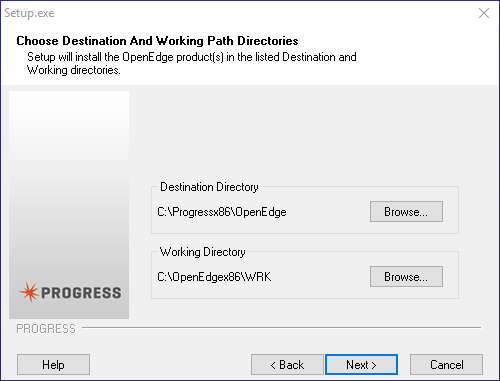 Setup.exe
Choose Destination And Working Path Directories
Setup will install the OpenEdge product(s) in the listed Destination and
Working directories.
Destination Directory
C:\Progressx86\OpenEdge
Browse...
Working Directory
C:\OpenEdgex86\WRK
Browse...
PROGRESS
PROGRESS
Help
< Back
Next >
Cancel